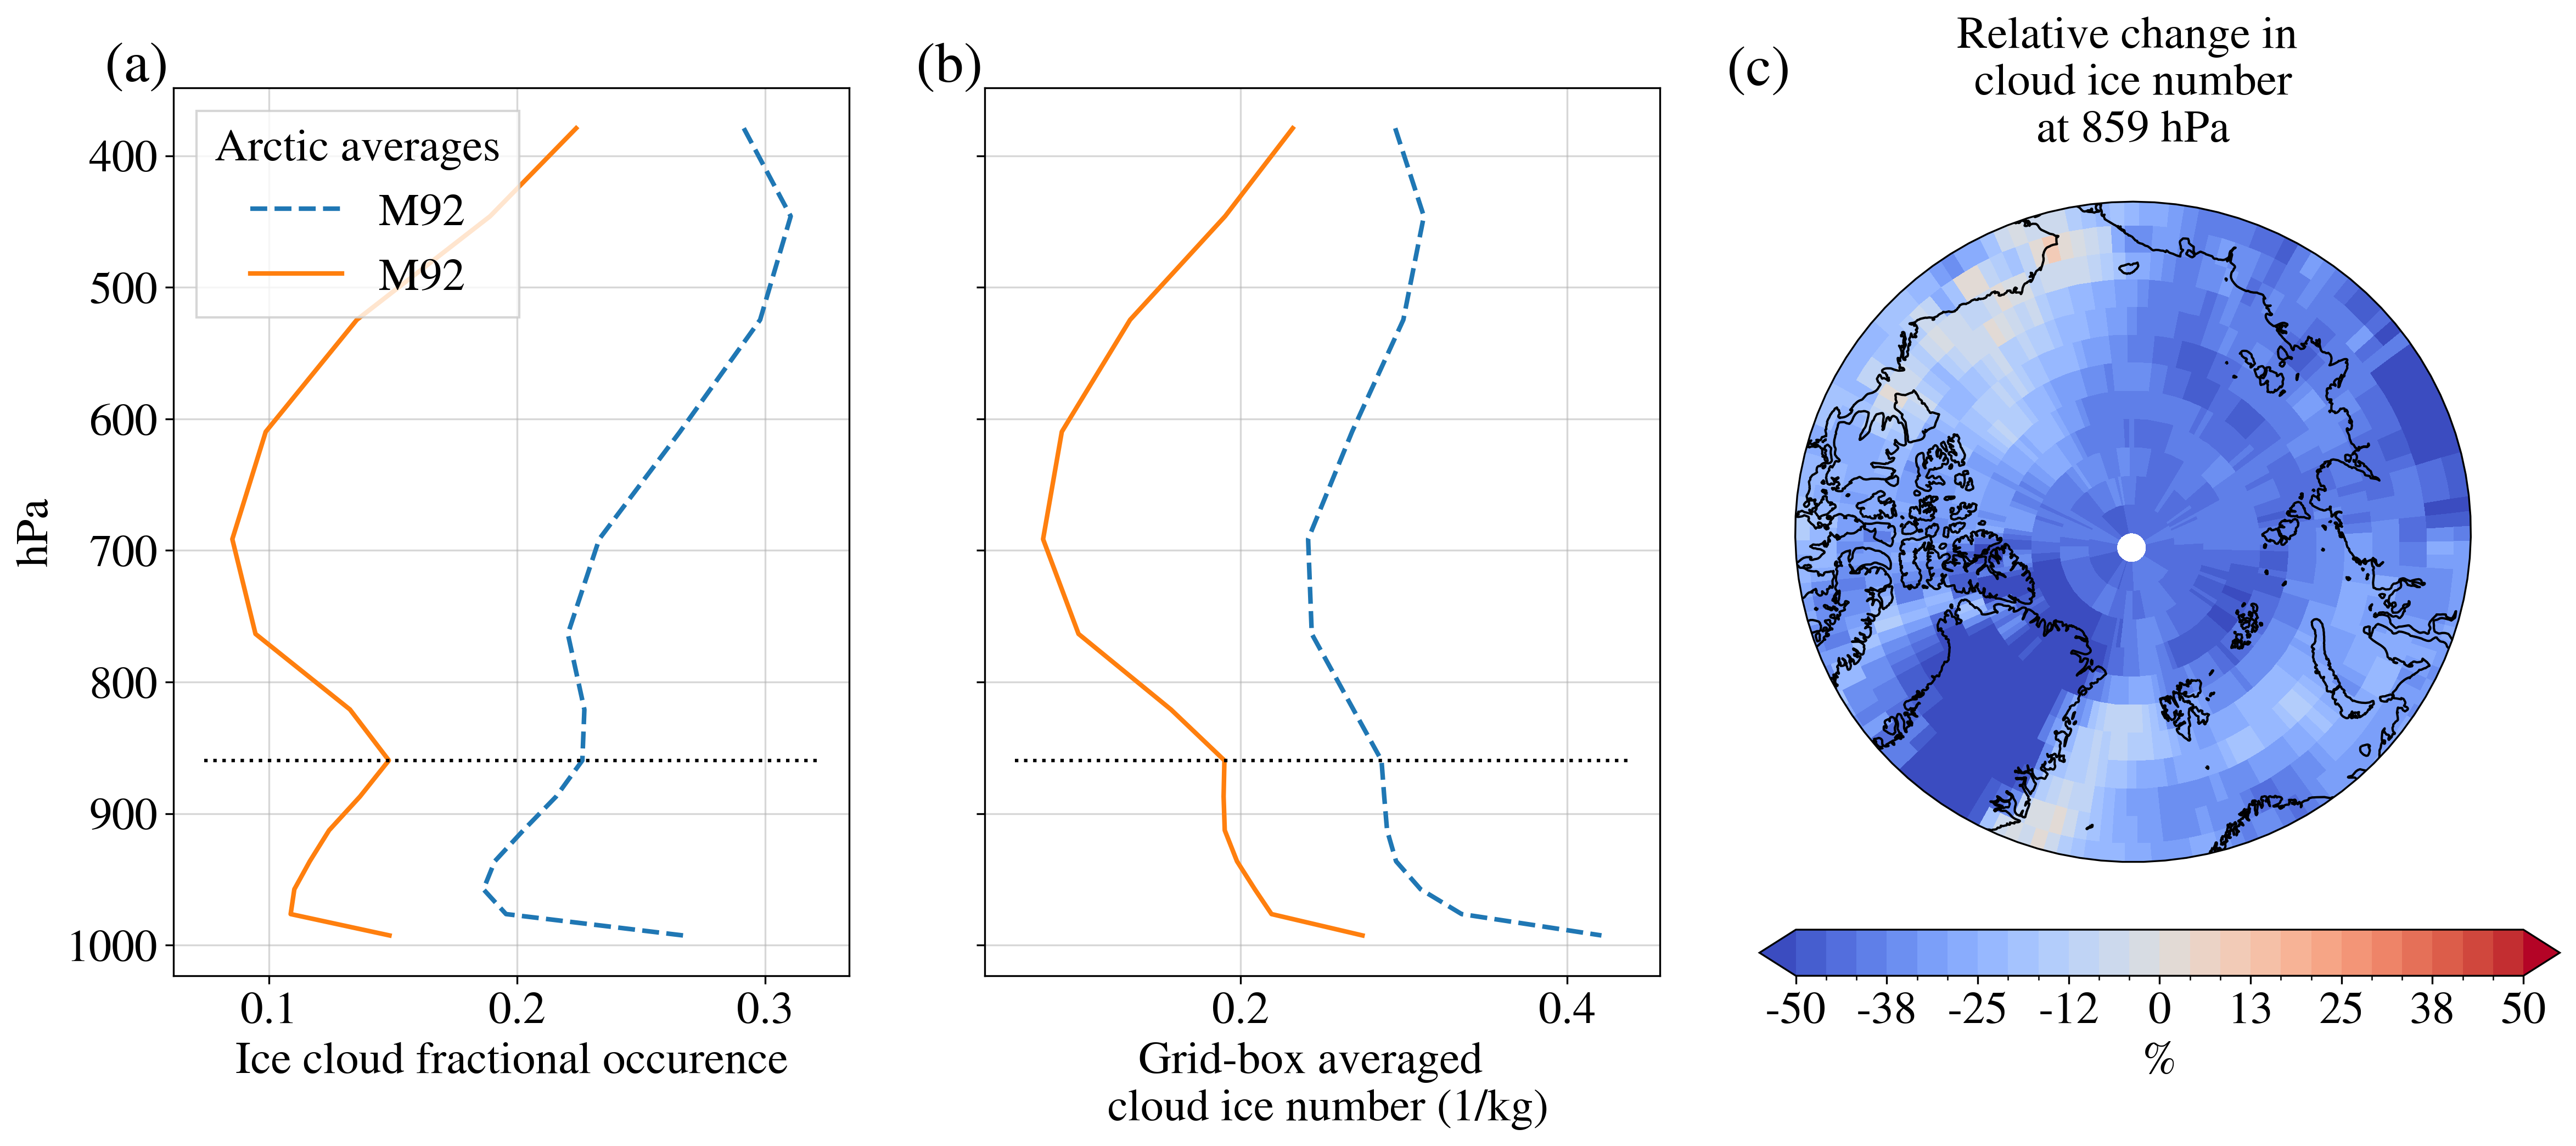 (a)
Arctic averages
M92
M92
400
500
600
700
800
900
1000
hPa
0.1 0.2 0.3
Ice cloud fractional occurence
(b)
0.2 0.4
Grid-box averaged
cloud ice number (1/kg)
(c)
Relative change in
cloud ice number
at 859 hPa
-50 -38 -25 -12 0 13 25 38 50
%